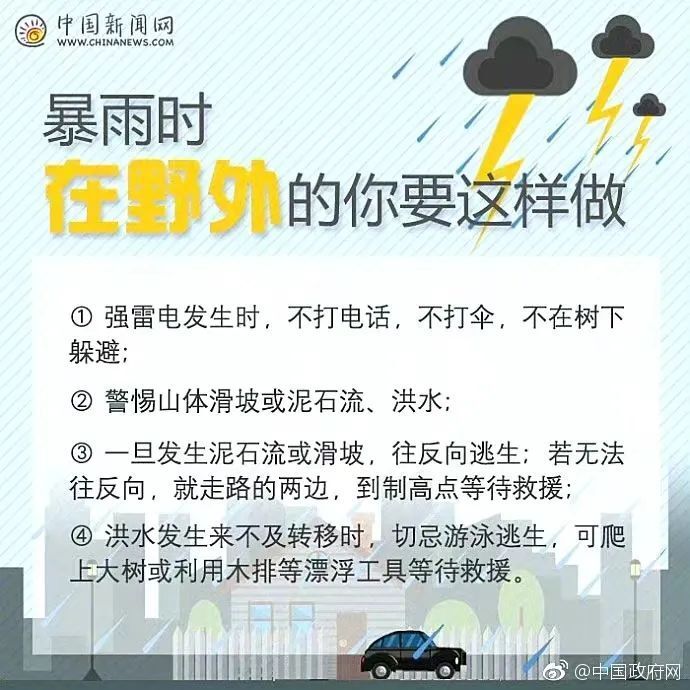 中国新闻网
WWW.CHINANEWS.COM
暴雨时
在野外的你要这样做
① 强雷电发生时，不打电话，不打伞，不在树下
躲避；
② 警惕山体滑坡或泥石流、洪水；
③ 一旦发生泥石流或滑坡，往反向逃生；若无法
往反向，就走路的两边，到制高点等待救援；
④ 洪水发生来不及转移时，切忌游泳逃生，可爬
上大树或利用木排等漂浮工具等待救援。
@中国政府网